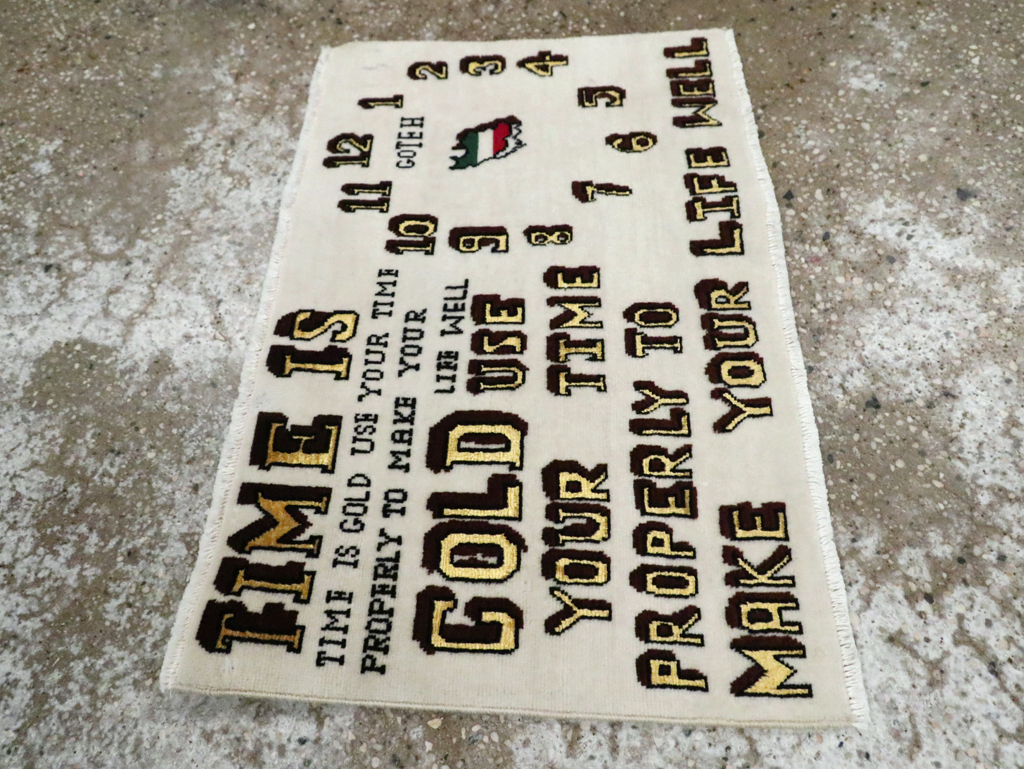 TIME IS
TIME IS GOLD USE YOUR TIME
PROPERLY TO MAKE YOUR
LIFE WELL
GOLD USE
YOUR TIME
PROPERLY TO
MAKE YOUR LIFE WELL
12
11 1
GOTEH
10 2
9 3
8 4
7 5
6